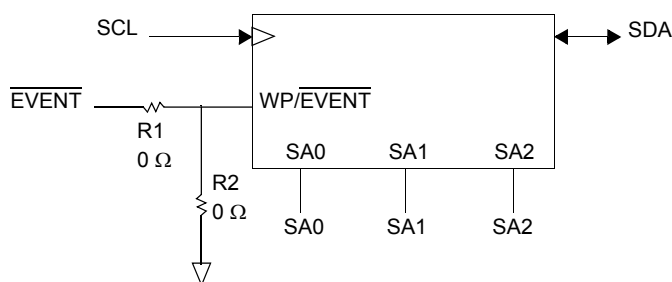 SCL
SDA
EVENT
WP/EVENT
R1
0 Ω
SA0 SA1 SA2
R2
0 Ω
SA0 SA1 SA2